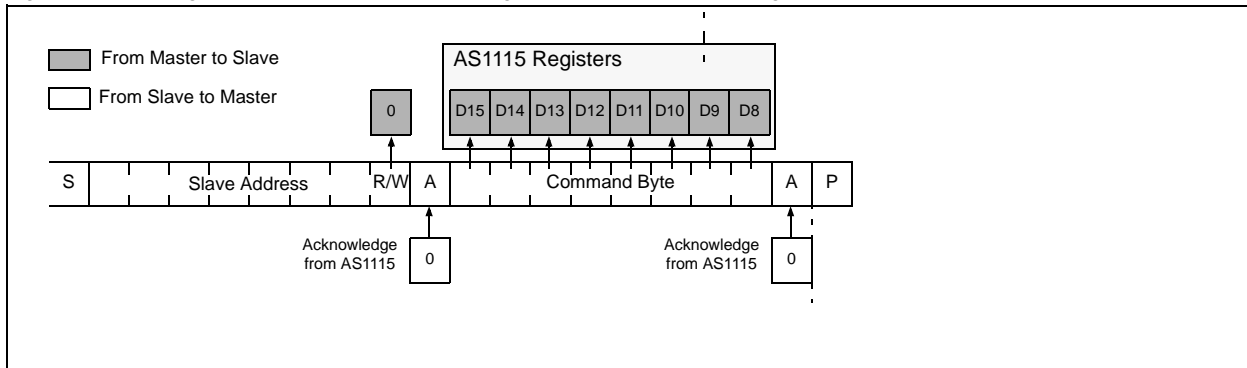 From Master to Slave
From Slave to Master
AS1115 Registers
0
D15 D14 D13 D12 D11 D10 D9 D8
S Slave Address R/W A Command Byte A P
Acknowledge
from AS1115
0
Acknowledge
from AS1115
0